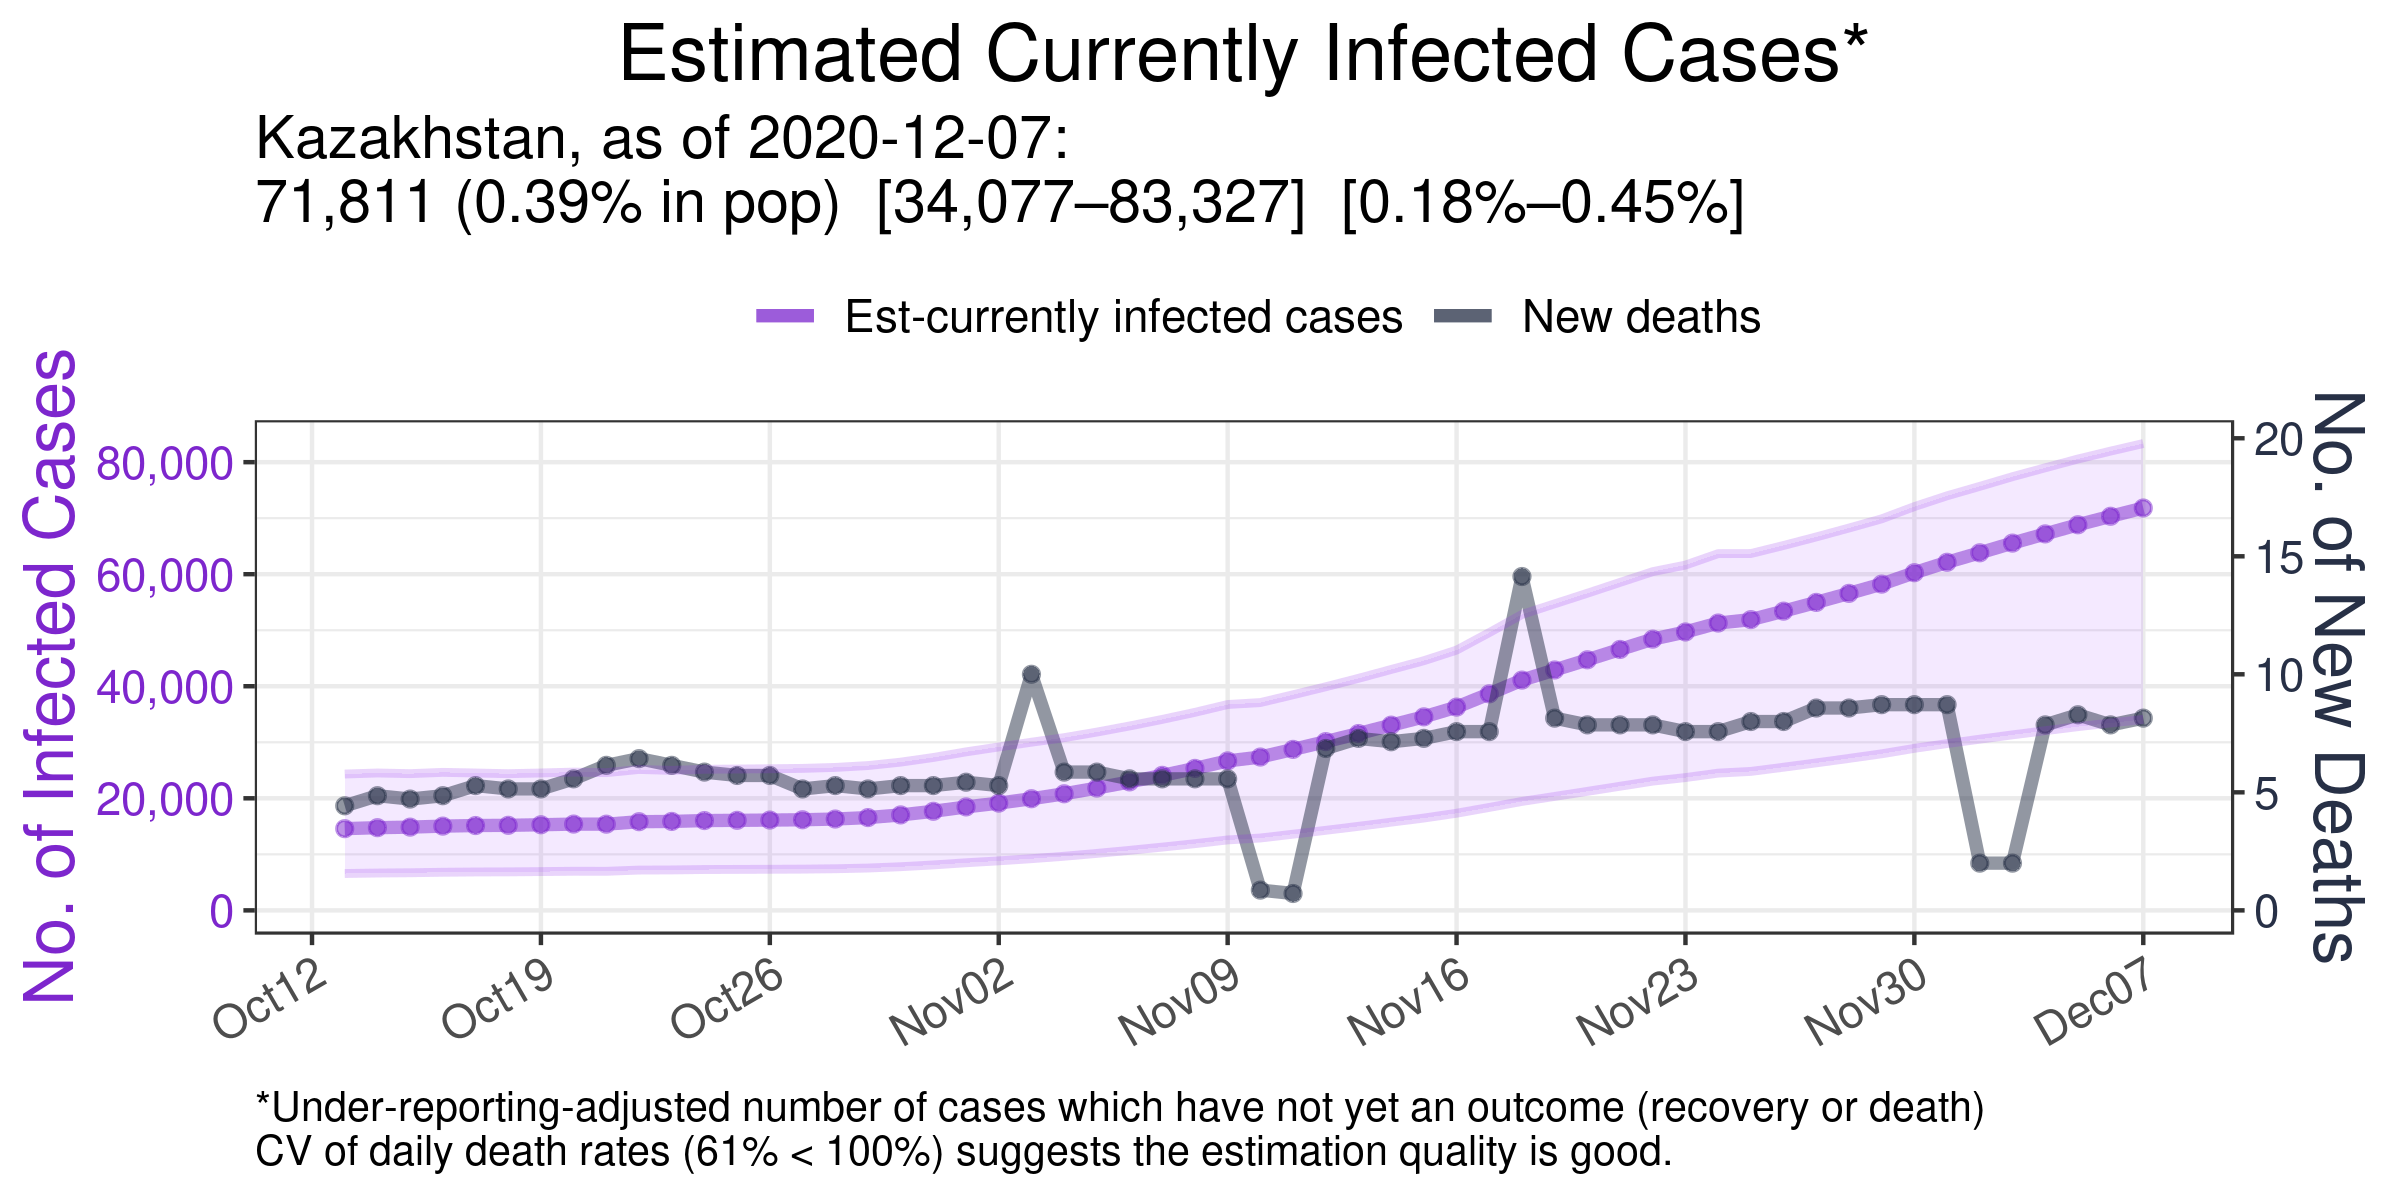 Estimated Currently Infected Cases*
Kazakhstan, as of 2020-12-07:
71,811 (0.39% in pop)  [34,077–83,327]  [0.18%–0.45%]
Est-currently infected cases
New deaths
No. of Infected Cases
80,000
60,000
40,000
20,000
0
20
15
10
5
0
No. of New Deaths
Oct12
Oct19
Oct26
Nov02
Nov09
Nov16
Nov23
Nov30
Dec07
*Under-reporting-adjusted number of cases which have not yet an outcome (recovery or death)
CV of daily death rates (61% < 100%) suggests the estimation quality is good.